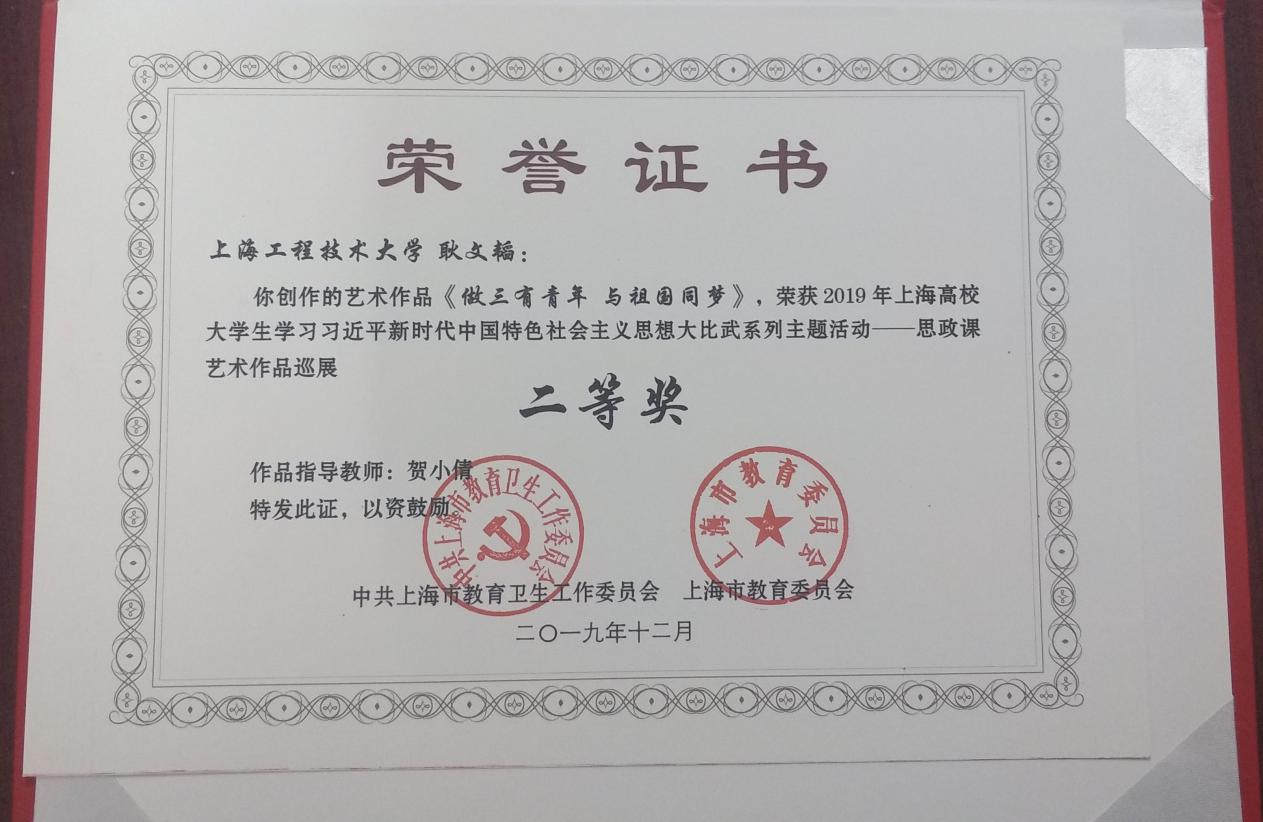 荣誉证书
上海工程技术大学 耿文韬：
你创作的艺术作品《做三有青年 与祖国同梦》，荣获 2019 年上海高校
大学生学习习近平新时代中国特色社会主义思想大比武系列主题活动——思政课
艺术作品巡展
二等奖
作品指导教师：贺小倩
特发此证，以资鼓励。
中共上海市教育卫生工作委员会
上海市教育委员会
中共上海市教育卫生工作委员会 上海市教育委员会
二〇一九年十二月